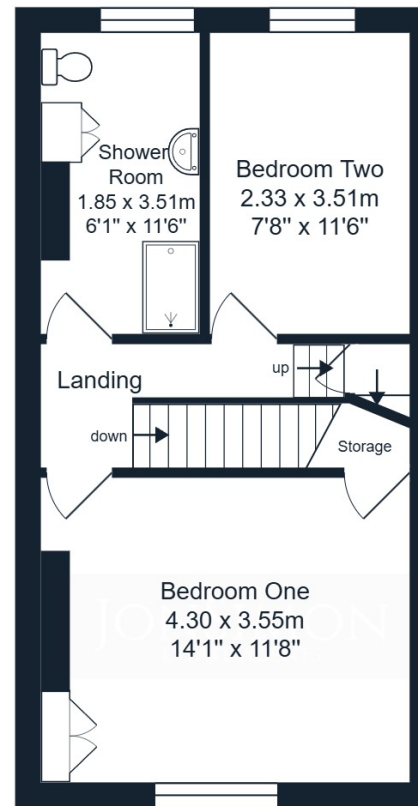 Shower
Room
1.85 x 3.51m
6'1" x 11'6"
Bedroom Two
2.33 x 3.51m
7'8" x 11'6"
Landing
up
down
Storage
Bedroom One
4.30 x 3.55m
14'1" x 11'8"